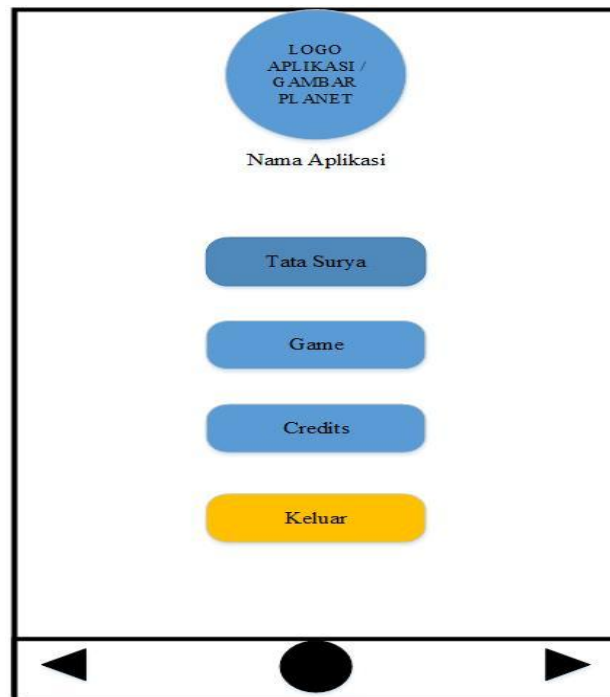 LOGO
APLIKASI /
GAMBAR
PLANET
Nama Aplikasi
Tata Surya
Game
Credits
Keluar